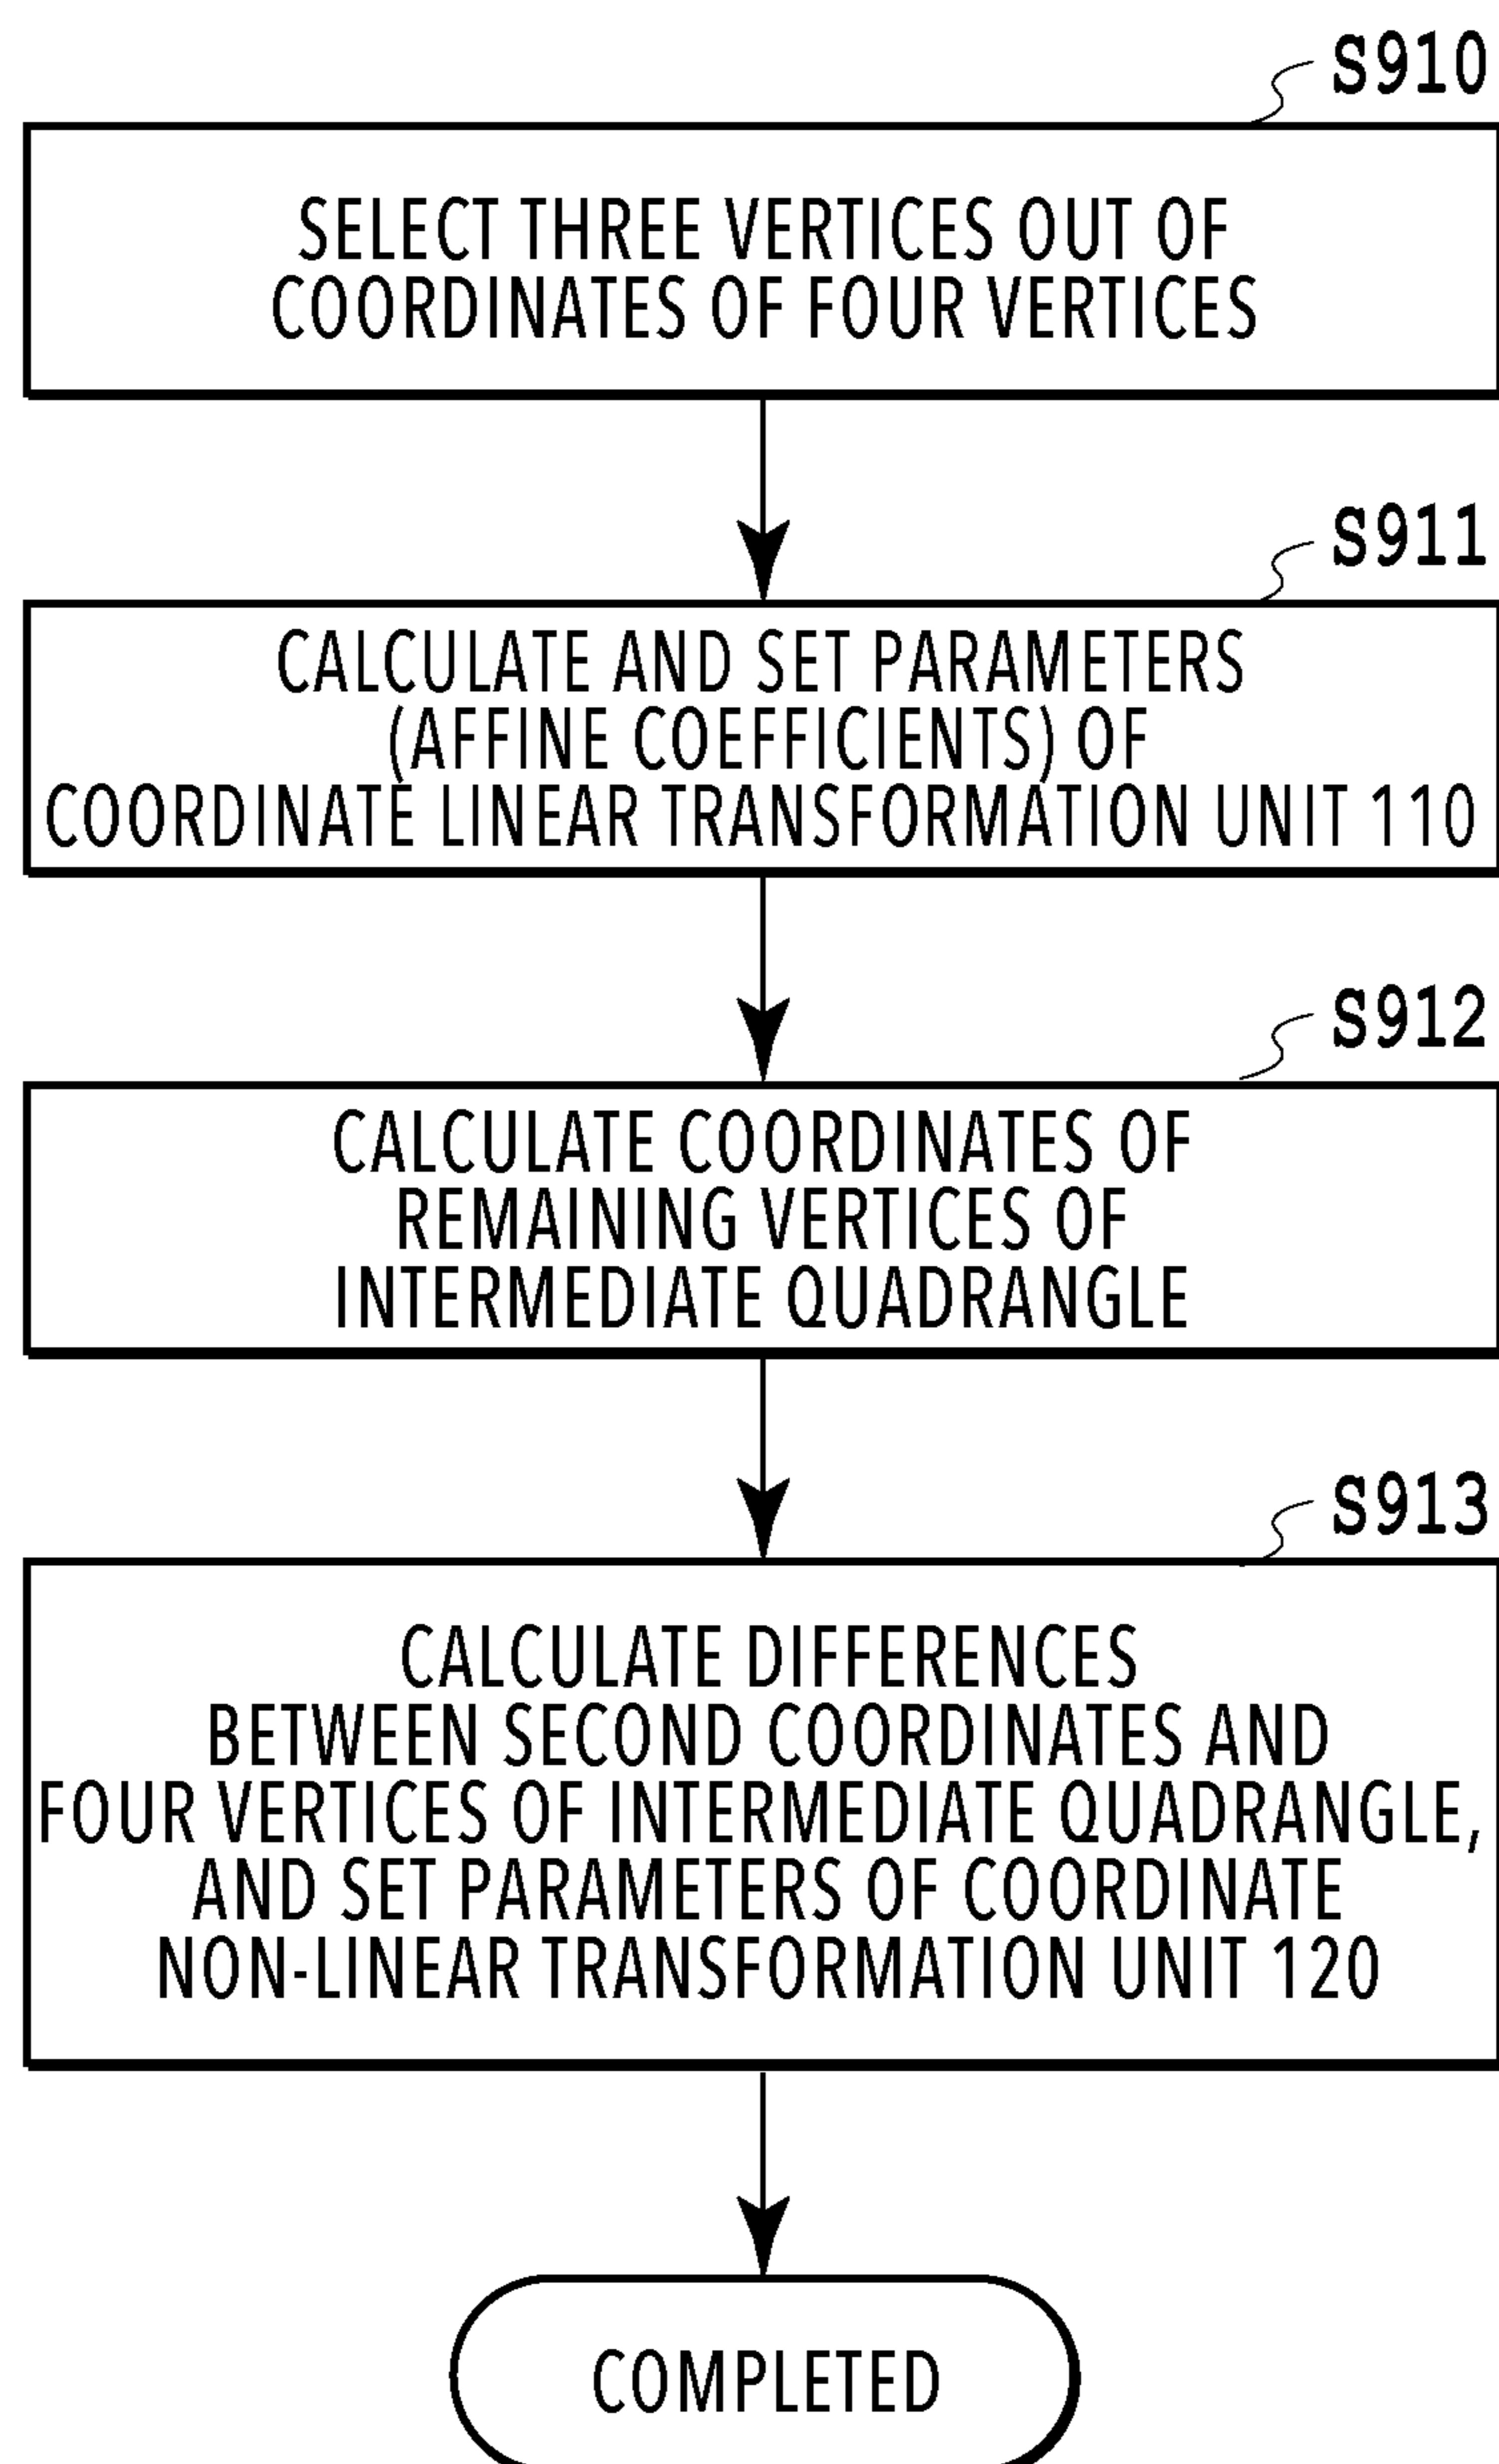 S910
SELECT THREE VERTICES OUT OF
COORDINATES OF FOUR VERTICES
S911
CALCULATE AND SET PARAMETERS
(AFFINE COEFFICIENTS) OF
COORDINATE LINEAR TRANSFORMATION UNIT 110
S912
CALCULATE COORDINATES OF
REMAINING VERTICES OF
INTERMEDIATE QUADRANGLE
S913
CALCULATE DIFFERENCES
BETWEEN SECOND COORDINATES AND
FOUR VERTICES OF INTERMEDIATE QUADRANGLE,
AND SET PARAMETERS OF COORDINATE
NON-LINEAR TRANSFORMATION UNIT 120
COMPLETED